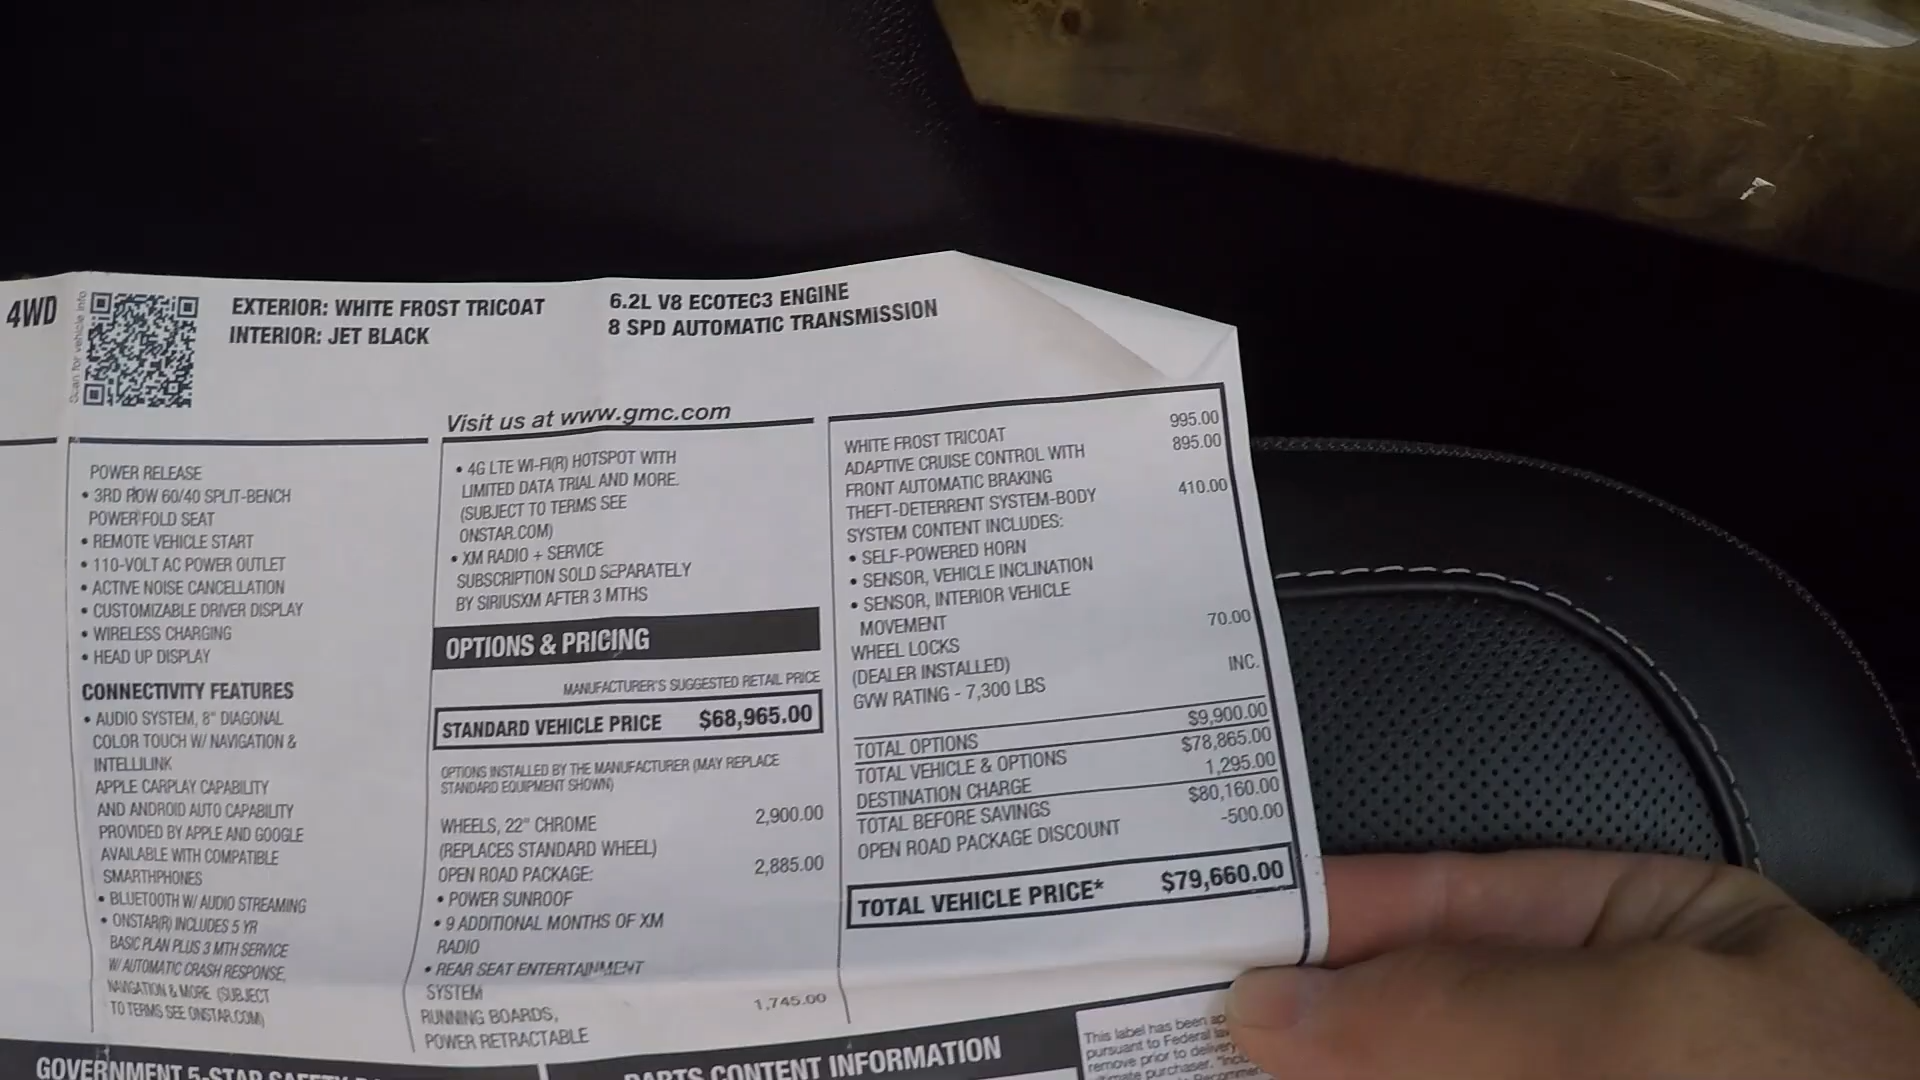 4WD
Scan for vehicle info
EXTERIOR: WHITE FROST TRICOAT
INTERIOR: JET BLACK
6.2L V8 ECOTEC3 ENGINE
8 SPD AUTOMATIC TRANSMISSION
POWER RELEASE
• 3RD ROW 60/40 SPLIT-BENCH
POWER FOLD SEAT
• REMOTE VEHICLE START
• 110-VOLT AC POWER OUTLET
• ACTIVE NOISE CANCELLATION
• CUSTOMIZABLE DRIVER DISPLAY
• WIRELESS CHARGING
• HEAD UP DISPLAY
CONNECTIVITY FEATURES
• AUDIO SYSTEM, 8" DIAGONAL
COLOR TOUCH W/ NAVIGATION &
INTELLILINK
APPLE CARPLAY CAPABILITY
AND ANDROID AUTO CAPABILITY
PROVIDED BY APPLE AND GOOGLE
AVAILABLE WITH COMPATIBLE
SMARTHPHONES
• BLUETOOTH W/ AUDIO STREAMING
• ONSTAR(R) INCLUDES 5 YR
BASIC PLAN PLUS 3 MTH SERVICE
W/ AUTOMATIC CRASH RESPONSE,
NAVIGATION & MORE (SUBJECT
TO TERMS SEE ONSTAR.COM)
Visit us at www.gmc.com
• 4G LTE WI-FI(R) HOTSPOT WITH
LIMITED DATA TRIAL AND MORE.
(SUBJECT TO TERMS SEE
ONSTAR.COM)
• XM RADIO + SERVICE
SUBSCRIPTION SOLD SEPARATELY
BY SIRIUSXM AFTER 3 MTHS
OPTIONS & PRICING
MANUFACTURER'S SUGGESTED RETAIL PRICE
STANDARD VEHICLE PRICE $68,965.00
OPTIONS INSTALLED BY THE MANUFACTURER (MAY REPLACE
STANDARD EQUIPMENT SHOWN)
WHEELS, 22" CHROME 2,900.00
(REPLACES STANDARD WHEEL)
OPEN ROAD PACKAGE: 2,885.00
• POWER SUNROOF
• 9 ADDITIONAL MONTHS OF XM
RADIO
• REAR SEAT ENTERTAINMENT
SYSTEM
RUNNING BOARDS, 1,745.00
POWER RETRACTABLE
WHITE FROST TRICOAT 995.00
ADAPTIVE CRUISE CONTROL WITH 895.00
FRONT AUTOMATIC BRAKING
THEFT-DETERRENT SYSTEM-BODY 410.00
SYSTEM CONTENT INCLUDES:
• SELF-POWERED HORN
• SENSOR, VEHICLE INCLINATION
• SENSOR, INTERIOR VEHICLE
MOVEMENT
WHEEL LOCKS 70.00
(DEALER INSTALLED)
GVW RATING - 7,300 LBS INC.
TOTAL OPTIONS $9,900.00
TOTAL VEHICLE & OPTIONS $78,865.00
DESTINATION CHARGE 1,295.00
TOTAL BEFORE SAVINGS $80,160.00
OPEN ROAD PACKAGE DISCOUNT -500.00
TOTAL VEHICLE PRICE* $79,660.00
GOVERNMENT 5-STAR
PARTS CONTENT INFORMATION
This label has been
pursuant to Federal
remove prior to delivery